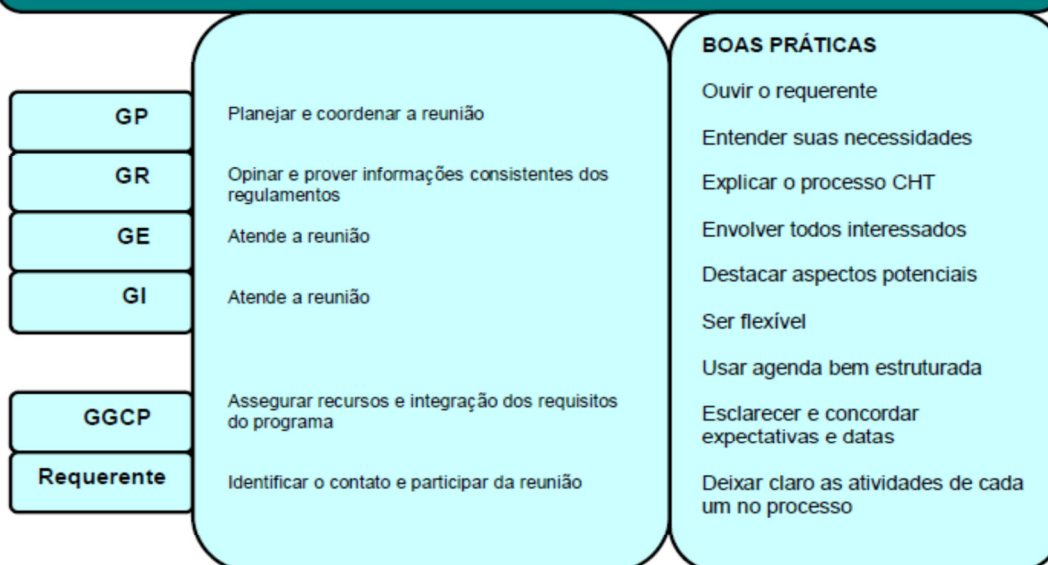 GP
Planejar e coordenar a reunião
GR
Opinar e prover informações consistentes dos
regulamentos
GE
Atende a reunião
GI
Atende a reunião
GGCP
Assegurar recursos e integração dos requisitos
do programa
Requerente
Identificar o contato e participar da reunião
BOAS PRÁTICAS
Ouvir o requerente
Entender suas necessidades
Explicar o processo CHT
Envolver todos interessados
Destacar aspectos potenciais
Ser flexível
Usar agenda bem estruturada
Esclarecer e concordar
expectativas e datas
Deixar claro as atividades de cada
um no processo